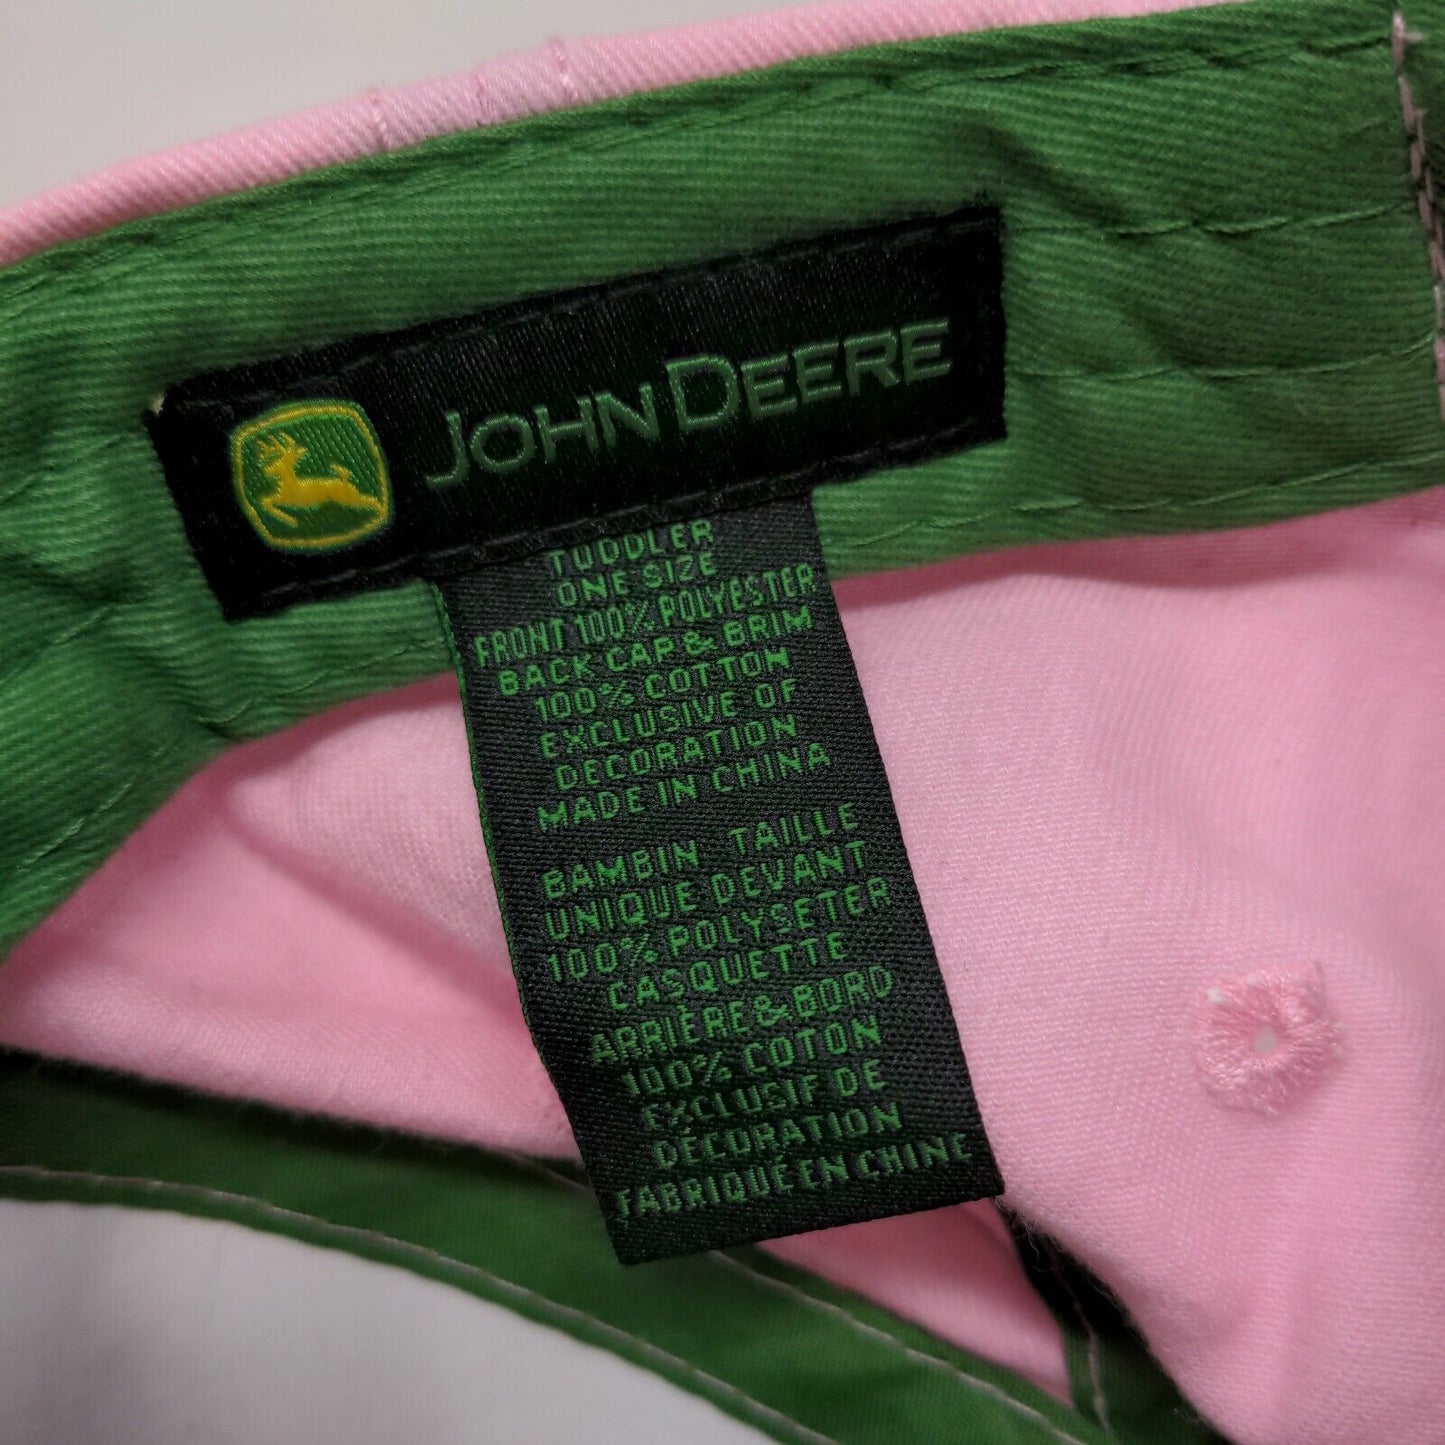 JOHN DEERE
TODDLER
ONE SIZE
FRONT 100% POLYESTER
BACK CAP & BRIM
100% COTTON
EXCLUSIVE OF
DECORATION
MADE IN CHINA
BAMBIN TAILLE
UNIQUE DEVANT
100% POLYSETER
CASQUETTE
ARRIÈRE & BORD
100% COTON
EXCLUSIF DE
DÉCORATION
FABRIQUÉ EN CHINE